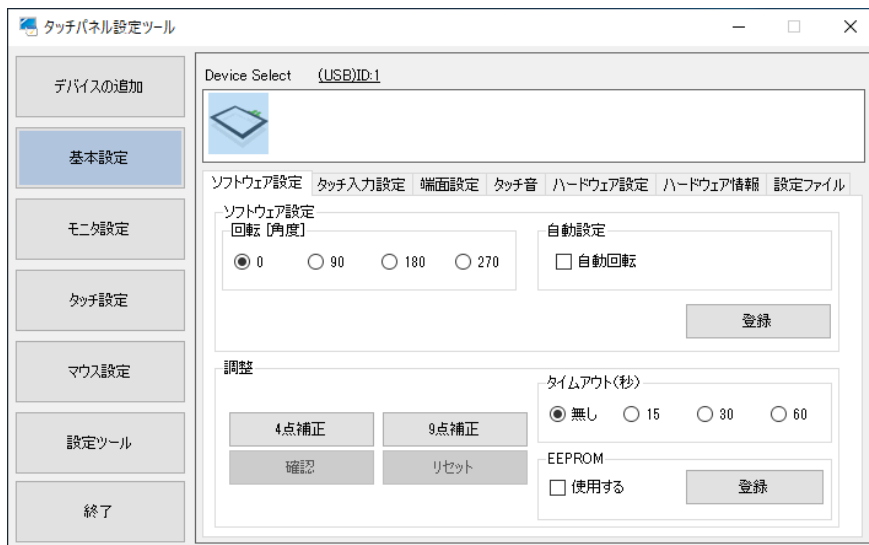 タッチパネル設定ツール
デバイスの追加
基本設定
モニタ設定
タッチ設定
マウス設定
設定ツール
終了
Device Select (USB)ID:1
ソフトウェア設定 タッチ入力設定 端面設定 タッチ音 ハードウェア設定 ハードウェア情報 設定ファイル
ソフトウェア設定
回転 [角度]
0 90 180 270
自動設定
自動回転
登録
調整
4点補正 9点補正
確認 リセット
タイムアウト(秒)
無し 15 30 60
EEPROM
使用する 登録